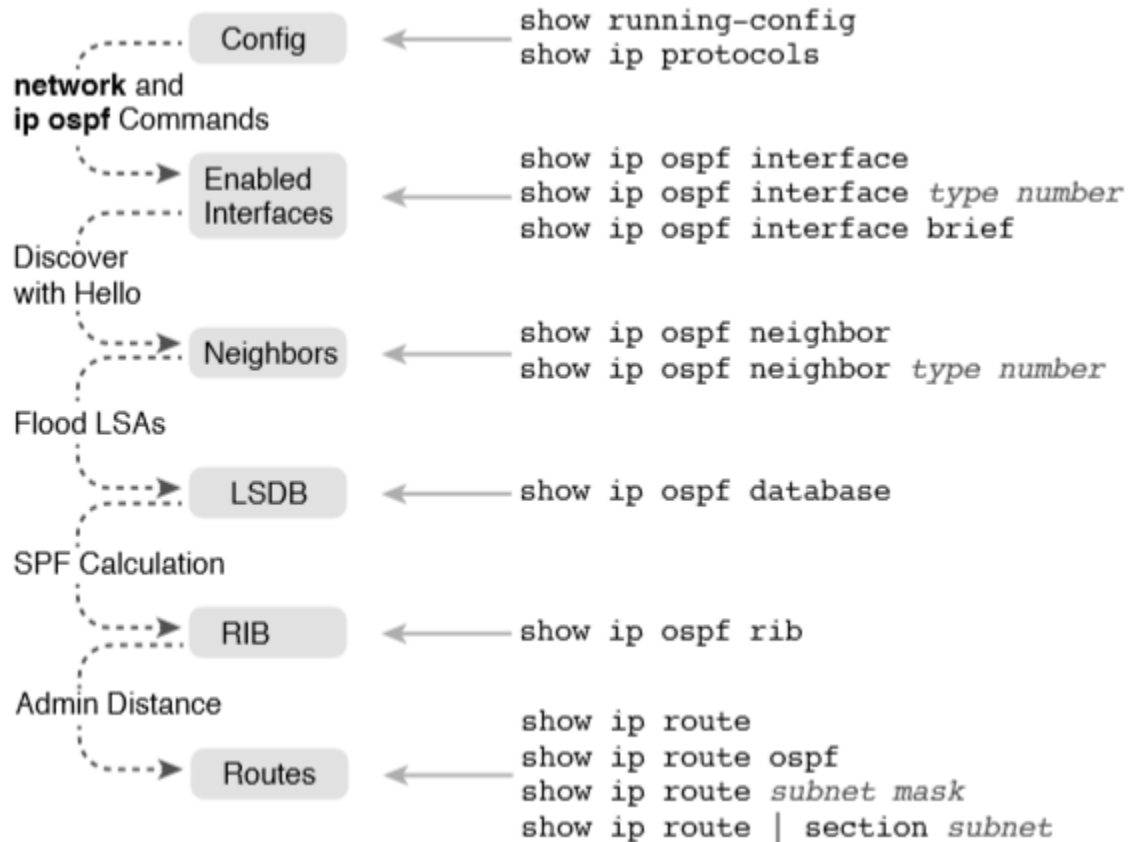 Config
show running-config
show ip protocols
network and
ip ospf Commands
Enabled
Interfaces
show ip ospf interface
show ip ospf interface type number
show ip ospf interface brief
Discover
with Hello
Neighbors
show ip ospf neighbor
show ip ospf neighbor type number
Flood LSAs
LSDB
show ip ospf database
SPF Calculation
RIB
show ip ospf rib
Admin Distance
Routes
show ip route
show ip route ospf
show ip route subnet mask
show ip route | section subnet